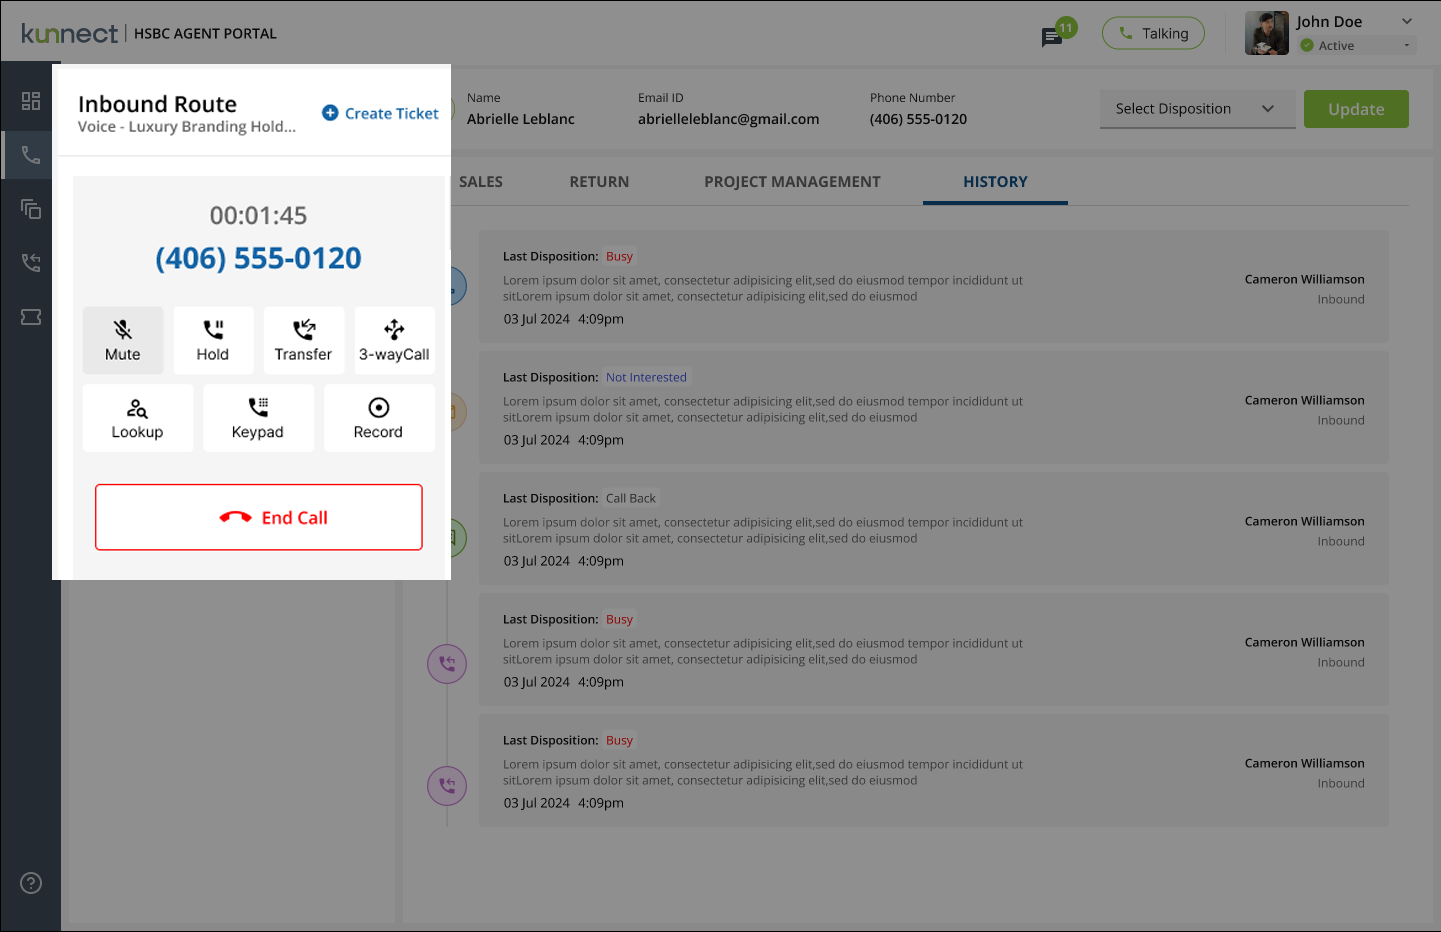 kunnect | HSBC AGENT PORTAL
11
Talking
John Doe
Active
Inbound Route
Voice - Luxury Branding Hold...
Create Ticket
Name
Abrielle Leblanc
Email ID
abrielleleblanc@gmail.com
Phone Number
(406) 555-0120
Select Disposition
Update
00:01:45
(406) 555-0120
Mute
Hold
Transfer
3-wayCall
Lookup
Keypad
Record
End Call
SALES
RETURN
PROJECT MANAGEMENT
HISTORY
Last Disposition: Busy
Lorem ipsum dolor sit amet, consectetur adipisicing elit,sed do eiusmod tempor incididunt ut
sitLorem ipsum dolor sit amet, consectetur adipisicing elit,sed do eiusmod
03 Jul 2024 4:09pm
Cameron Williamson
Inbound
Last Disposition: Not Interested
Lorem ipsum dolor sit amet, consectetur adipisicing elit,sed do eiusmod tempor incididunt ut
sitLorem ipsum dolor sit amet, consectetur adipisicing elit,sed do eiusmod
03 Jul 2024 4:09pm
Cameron Williamson
Inbound
Last Disposition: Call Back
Lorem ipsum dolor sit amet, consectetur adipisicing elit,sed do eiusmod tempor incididunt ut
sitLorem ipsum dolor sit amet, consectetur adipisicing elit,sed do eiusmod
03 Jul 2024 4:09pm
Cameron Williamson
Inbound
Last Disposition: Busy
Lorem ipsum dolor sit amet, consectetur adipisicing elit,sed do eiusmod tempor incididunt ut
sitLorem ipsum dolor sit amet, consectetur adipisicing elit,sed do eiusmod
03 Jul 2024 4:09pm
Cameron Williamson
Inbound
Last Disposition: Busy
Lorem ipsum dolor sit amet, consectetur adipisicing elit,sed do eiusmod tempor incididunt ut
sitLorem ipsum dolor sit amet, consectetur adipisicing elit,sed do eiusmod
03 Jul 2024 4:09pm
Cameron Williamson
Inbound